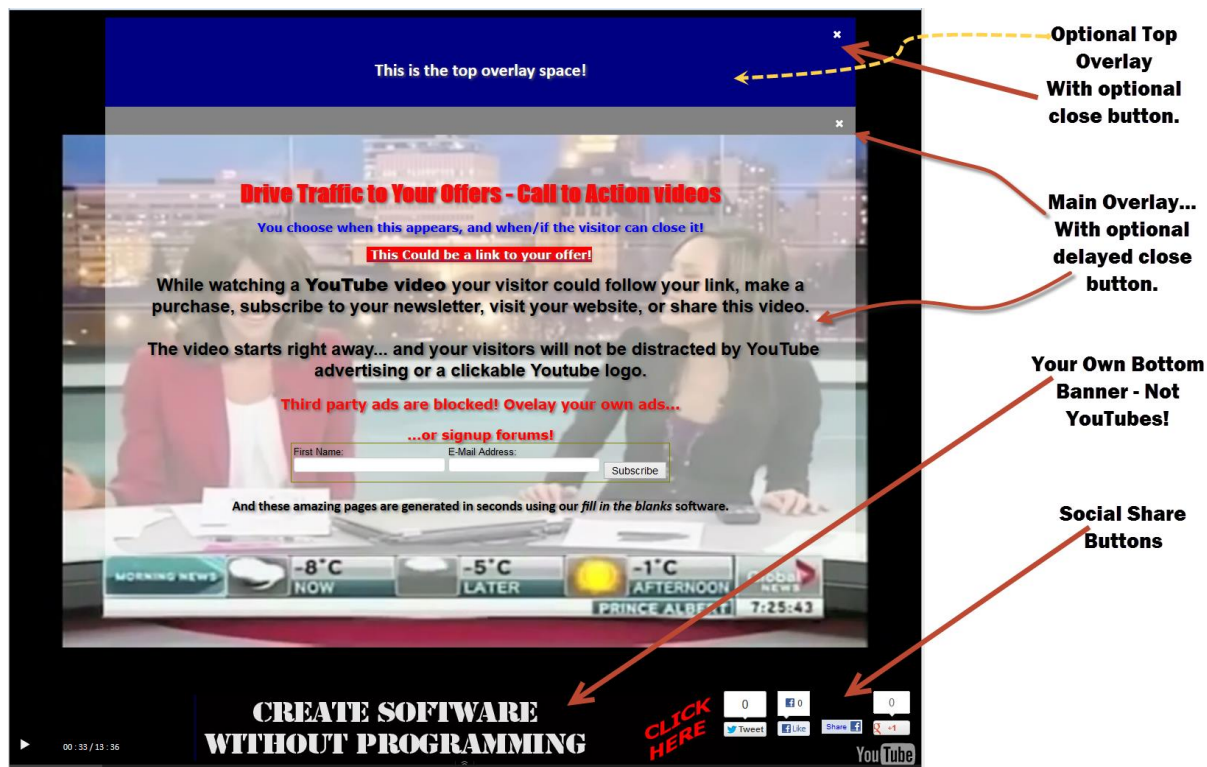 This is the top overlay space!
Drive Traffic to Your Offers - Call to Action videos
You choose when this appears, and when/if the visitor can close it!
This Could be a link to your offer!
While watching a YouTube video your visitor could follow your link, make a
purchase, subscribe to your newsletter, visit your website, or share this video.
The video starts right away... and your visitors will not be distracted by YouTube
advertising or a clickable Youtube logo.
Third party ads are blocked! Ovelay your own ads...
...or signup forums!
First Name:
E-Mail Address:
Subscribe
And these amazing pages are generated in seconds using our fill in the blanks software.
MORNING NEWS
-8°C
NOW
-5°C
LATER
-1°C
AFTERNOON
Global
NEWS
PRINCE ALBERT
7:25:43
00 : 33 / 13 : 36
CREATE SOFTWARE
WITHOUT PROGRAMMING
CLICK
HERE
0
Tweet
0
Like
Share
0
+1
YouTube
Optional Top
Overlay
With optional
close button.
Main Overlay...
With optional
delayed close
button.
Your Own Bottom
Banner - Not
YouTubes!
Social Share
Buttons